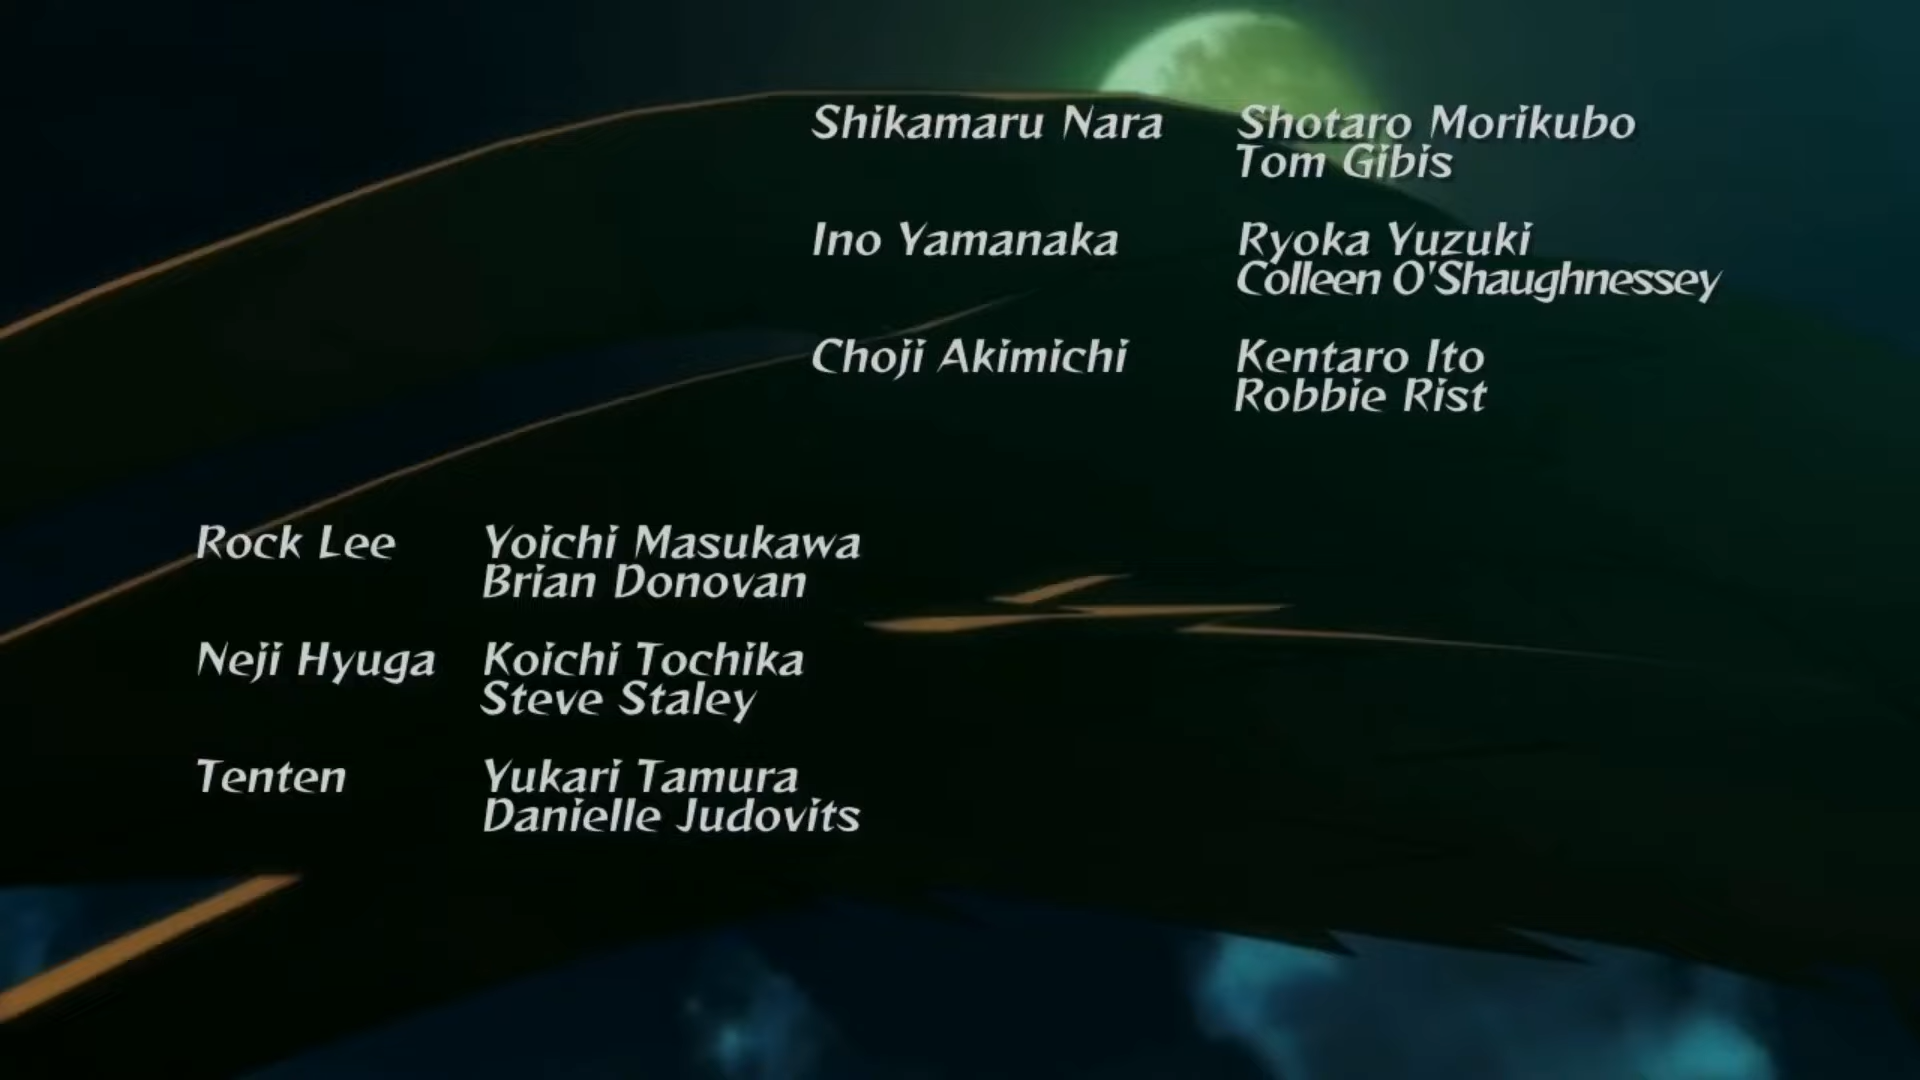 Shikamaru Nara Shotaro Morikubo
Tom Gibis
Ino Yamanaka Ryoka Yuzuki
Colleen O'Shaughnessey
Choji Akimichi Kentaro Ito
Robbie Rist
Rock Lee Yoichi Masukawa
Brian Donovan
Neji Hyuga Koichi Tochika
Steve Staley
Tenten Yukari Tamura
Danielle Judovits